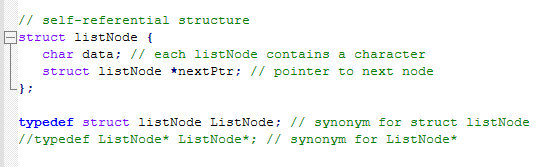 // self-referential structure
struct listNode {
char data; // each listNode contains a character
struct listNode *nextPtr; // pointer to next node
};
typedef struct listNode ListNode; // synonym for struct listNode
//typedef ListNode* ListNode*; // synonym for ListNode*